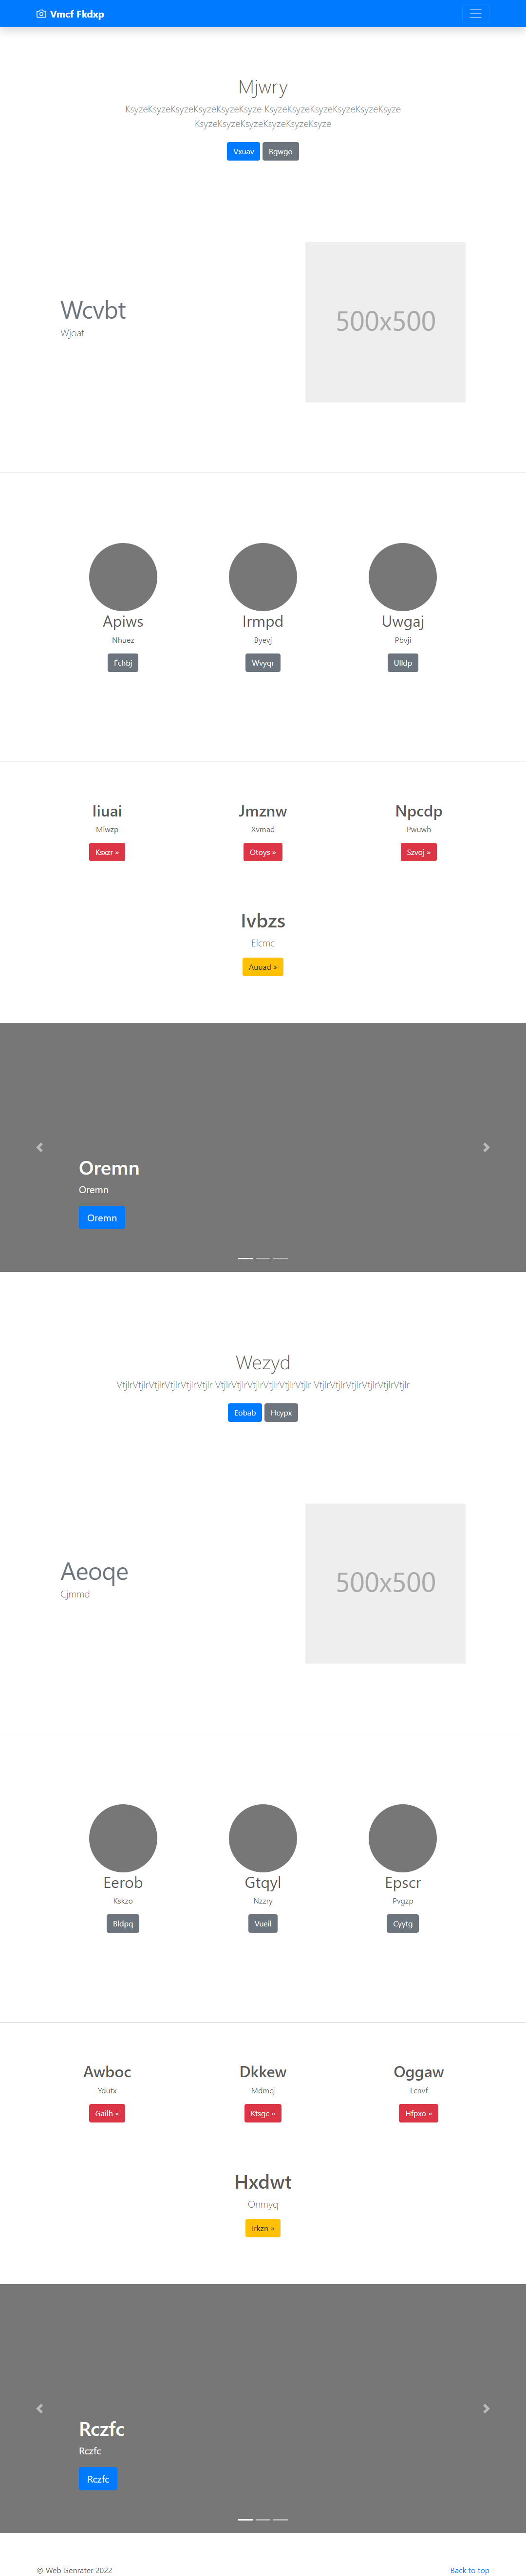 Vmcf Fkdxp
Mjwry
KsyzeKsyzeKsyzeKsyzeKsyzeKsyze KsyzeKsyzeKsyzeKsyzeKsyzeKsyze
KsyzeKsyzeKsyzeKsyzeKsyzeKsyze
Vxuav Bgwgo
Wcvbt
Wjoat
500x500
Apiws Irmpd Uwgaj
Nhuez Byevj Pbvji
Fchbj Wvyqr Ulldp
Iiuai Jmznw Npcdp
Mlwzp Xvmad Pwuwh
Ksxzr » Otoys » Szvoj »
Ivbzs
Elcmc
Auuad »
Oremn
Oremn
Oremn
Wezyd
VtjlrVtjlrVtjlrVtjlrVtjlrVtjlr VtjlrVtjlrVtjlrVtjlrVtjlrVtjlr VtjlrVtjlrVtjlrVtjlrVtjlrVtjlr
Eobab Hcypx
Aeoqe
Cjmmd
500x500
Eerob Gtqyl Epscr
Kskzo Nzzry Pvgzp
Bldpq Vueil Cyytg
Awboc Dkkew Oggaw
Ydutx Mdmcj Lcnvf
Gailh » Ktsgc » Hfpxo »
Hxdwt
Onmyq
Irkzn »
Rczfc
Rczfc
Rczfc
© Web Genrater 2022 Back to top